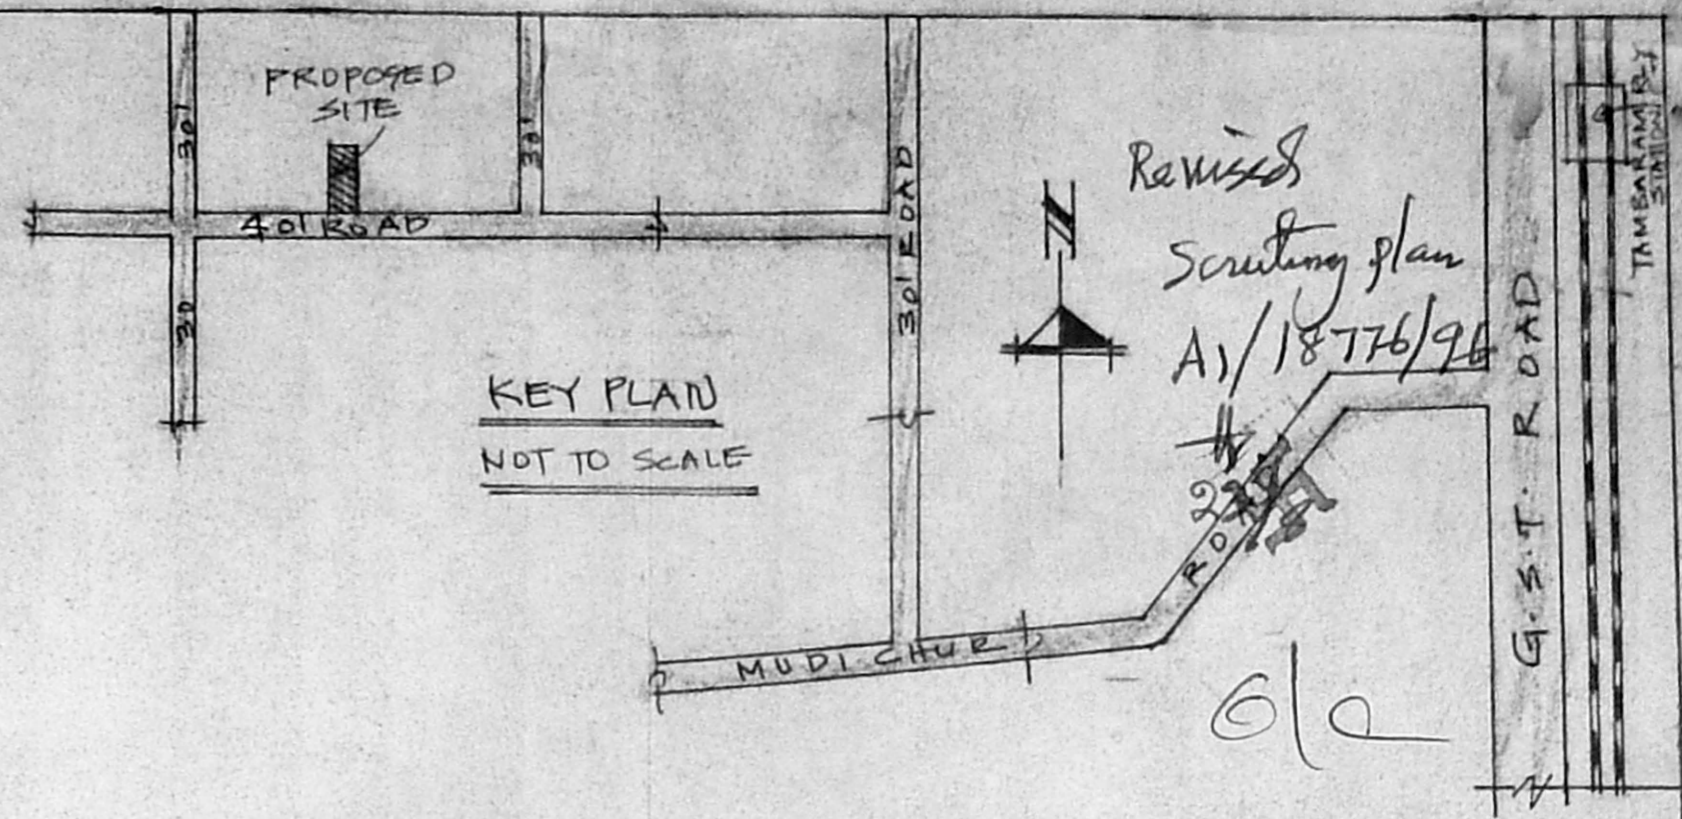 PROPOSED
SITE
30'
30'
40' ROAD
30
30' ROAD
KEY PLAN
NOT TO SCALE
N
Revised
Scrutiny plan
A1/18776/96
MUDICHUR
ROAD
G.S.T. ROAD
TAMBARAM RLY
STATION